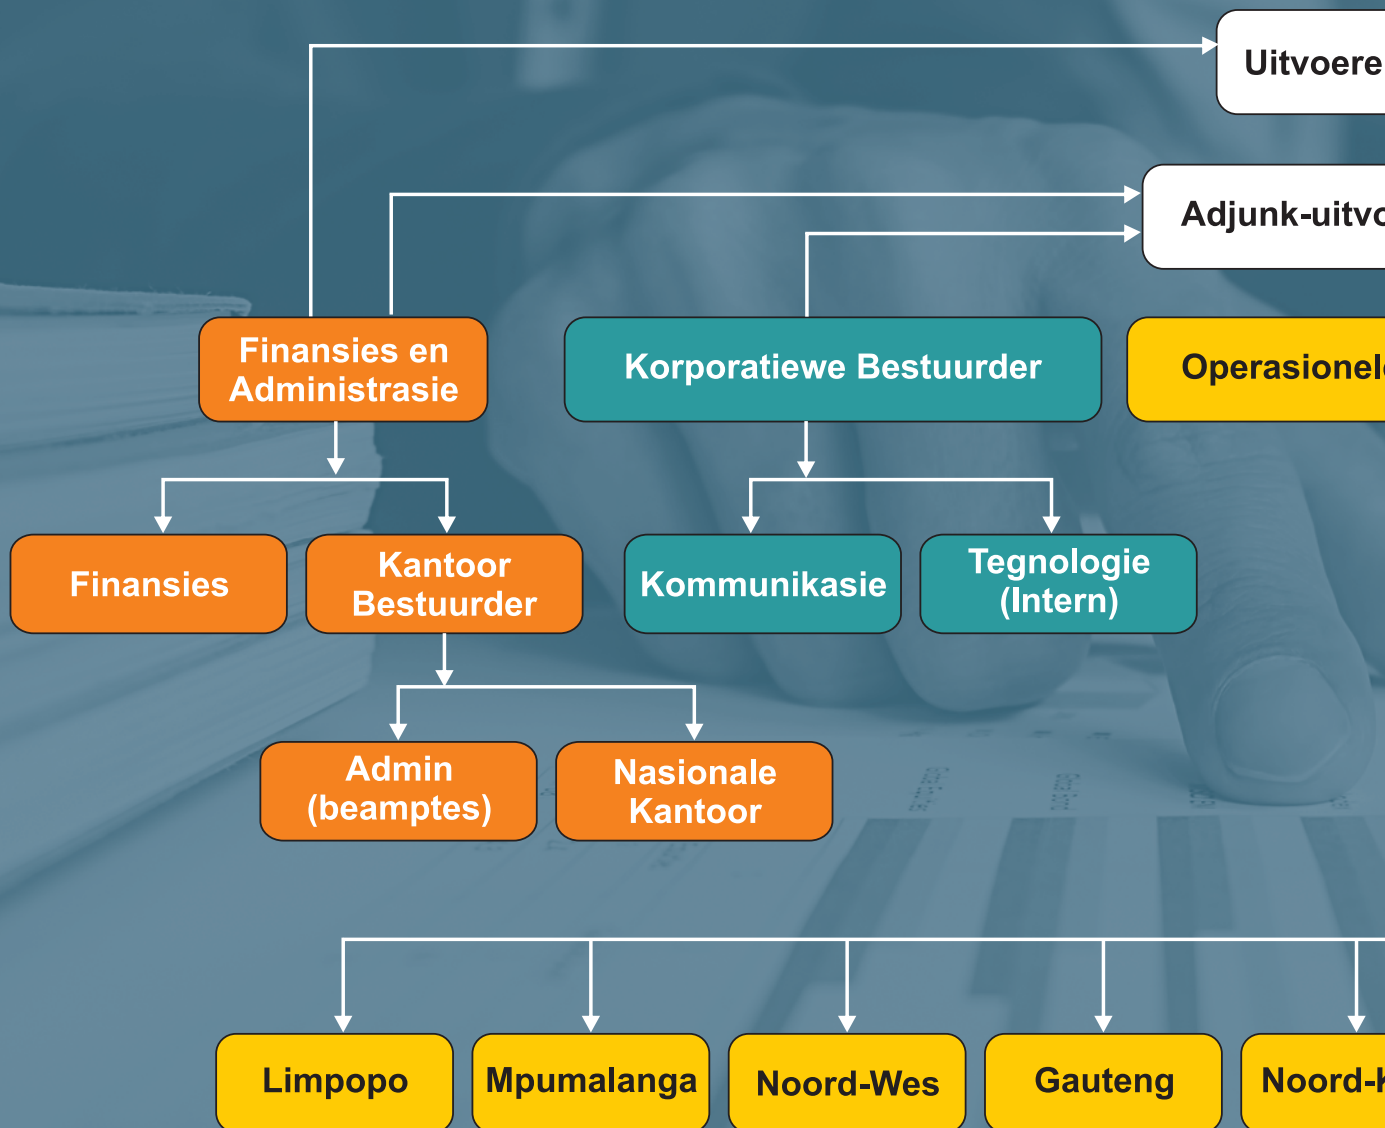 Uitvoere
Adjunk-uitvo
Finansies en
Administrasie
Korporatiewe Bestuurder
Operasionele
Finansies
Kantoor
Bestuurder
Kommunikasie
Tegnologie
(Intern)
Admin
(beamptes)
Nasionale
Kantoor
Limpopo
Mpumalanga
Noord-Wes
Gauteng
Noord-K